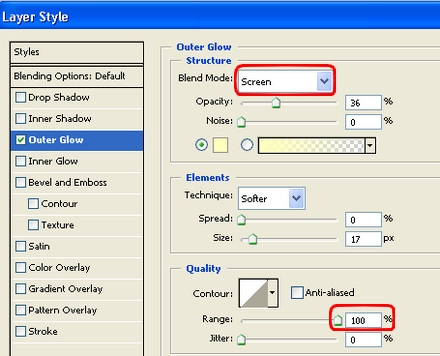 Layer Style
Styles
Blending Options: Default
Drop Shadow
Inner Shadow
Outer Glow
Inner Glow
Bevel and Emboss
Contour
Texture
Satin
Color Overlay
Gradient Overlay
Pattern Overlay
Stroke
Outer Glow
Structure
Blend Mode: Screen
Opacity: 36 %
Noise: 0 %
Elements
Technique: Softer
Spread: 0 %
Size: 17 px
Quality
Contour: Anti-aliased
Range: 100 %
Jitter: 0 %